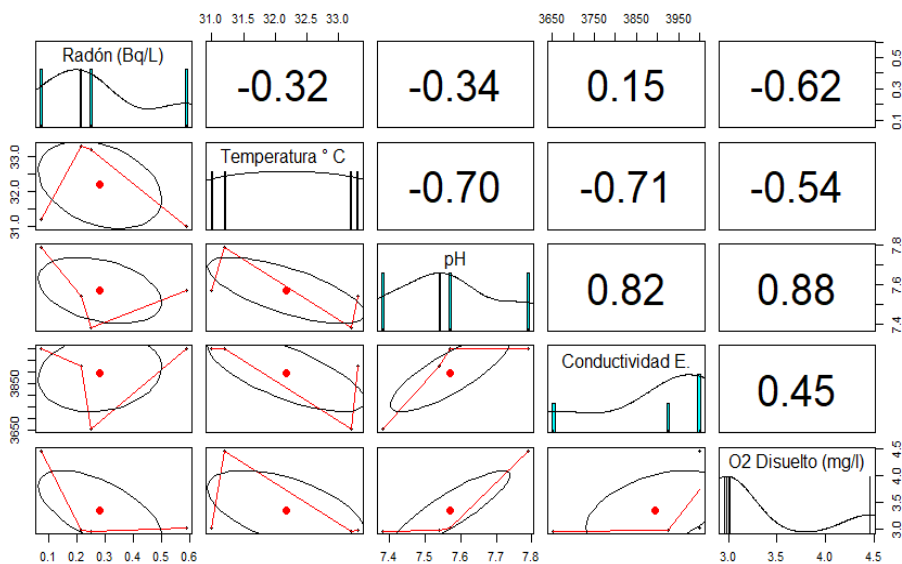 31.0 31.5 32.0 32.5 33.0
3650 3750 3850 3950
Radón (Bq/L)
-0.32
-0.34
0.15
-0.62
0.1 0.3 0.5
31.0 32.0 33.0
Temperatura ° C
-0.70
-0.71
-0.54
pH
0.82
0.88
7.4 7.6 7.8
3650 3850
Conductividad E.
0.45
O2 Disuelto (mg/l)
3.0 3.5 4.0 4.5
0.1 0.2 0.3 0.4 0.5 0.6
7.4 7.5 7.6 7.7 7.8
3.0 3.5 4.0 4.5